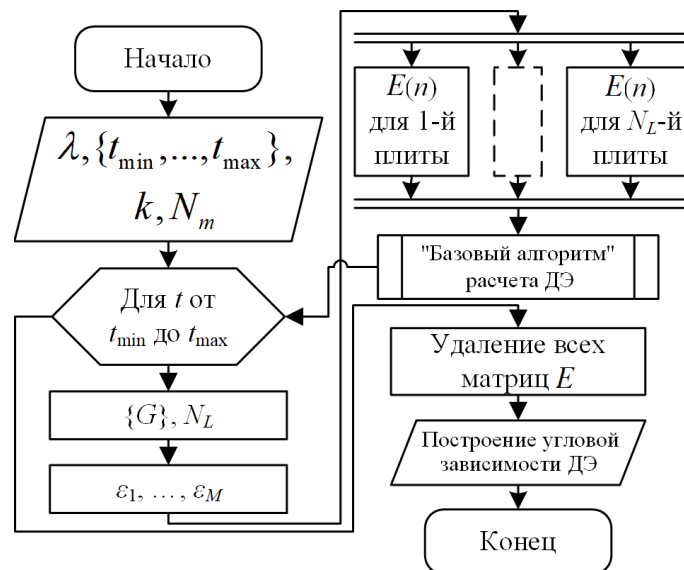 Начало
λ, {t_min, ..., t_max},
k, N_m
Для t от
t_min до t_max
{G}, N_L
ε_1, ... , ε_M
E(n)
для 1-й
плиты
E(n)
для N_L-й
плиты
"Базовый алгоритм"
расчета ДЭ
Удаление всех
матриц E
Построение угловой
зависимости ДЭ
Конец